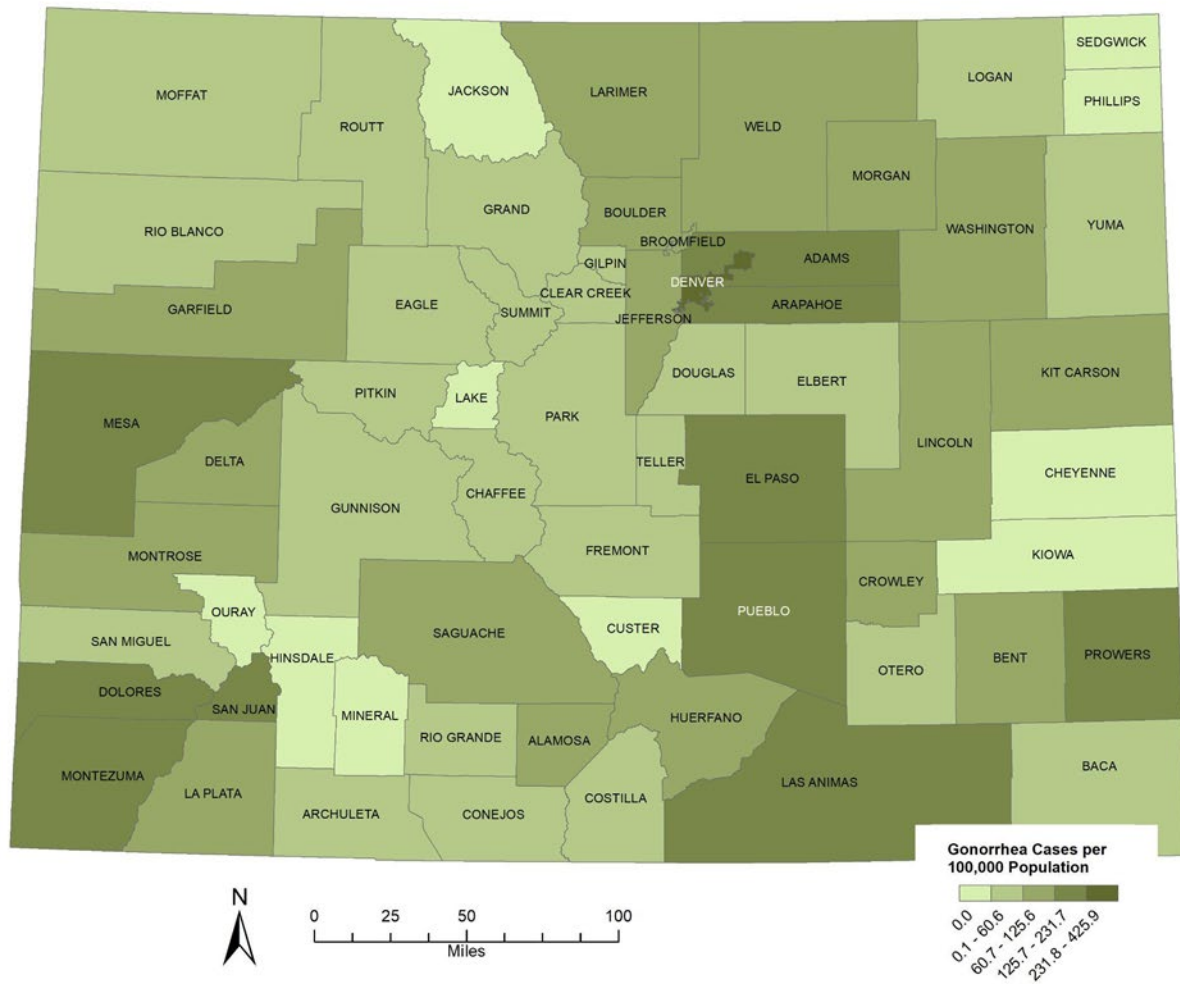 SEDGWICK
LOGAN
JACKSON
LARIMER
MOFFAT
PHILLIPS
ROUTT
WELD
MORGAN
GRAND
BOULDER
YUMA
RIO BLANCO
WASHINGTON
BROOMFIELD
GILPIN
ADAMS
DENVER
CLEAR CREEK
EAGLE
GARFIELD
SUMMIT
ARAPAHOE
JEFFERSON
DOUGLAS
KIT CARSON
ELBERT
PITKIN
LAKE
PARK
MESA
LINCOLN
DELTA
TELLER
CHEYENNE
EL PASO
CHAFFEE
GUNNISON
FREMONT
MONTROSE
KIOWA
CROWLEY
OURAY
PUEBLO
CUSTER
SAGUACHE
SAN MIGUEL
PROWERS
HINSDALE
BENT
OTERO
DOLORES
SAN JUAN
MINERAL
HUERFANO
RIO GRANDE
ALAMOSA
BACA
MONTEZUMA
LAS ANIMAS
LA PLATA
COSTILLA
ARCHULETA
CONEJOS
Gonorrhea Cases per
100,000 Population
0.0
0.1 - 60.6
60.7 - 125.6
125.7 - 231.7
231.8 - 425.9
N
0 25 50 100
Miles